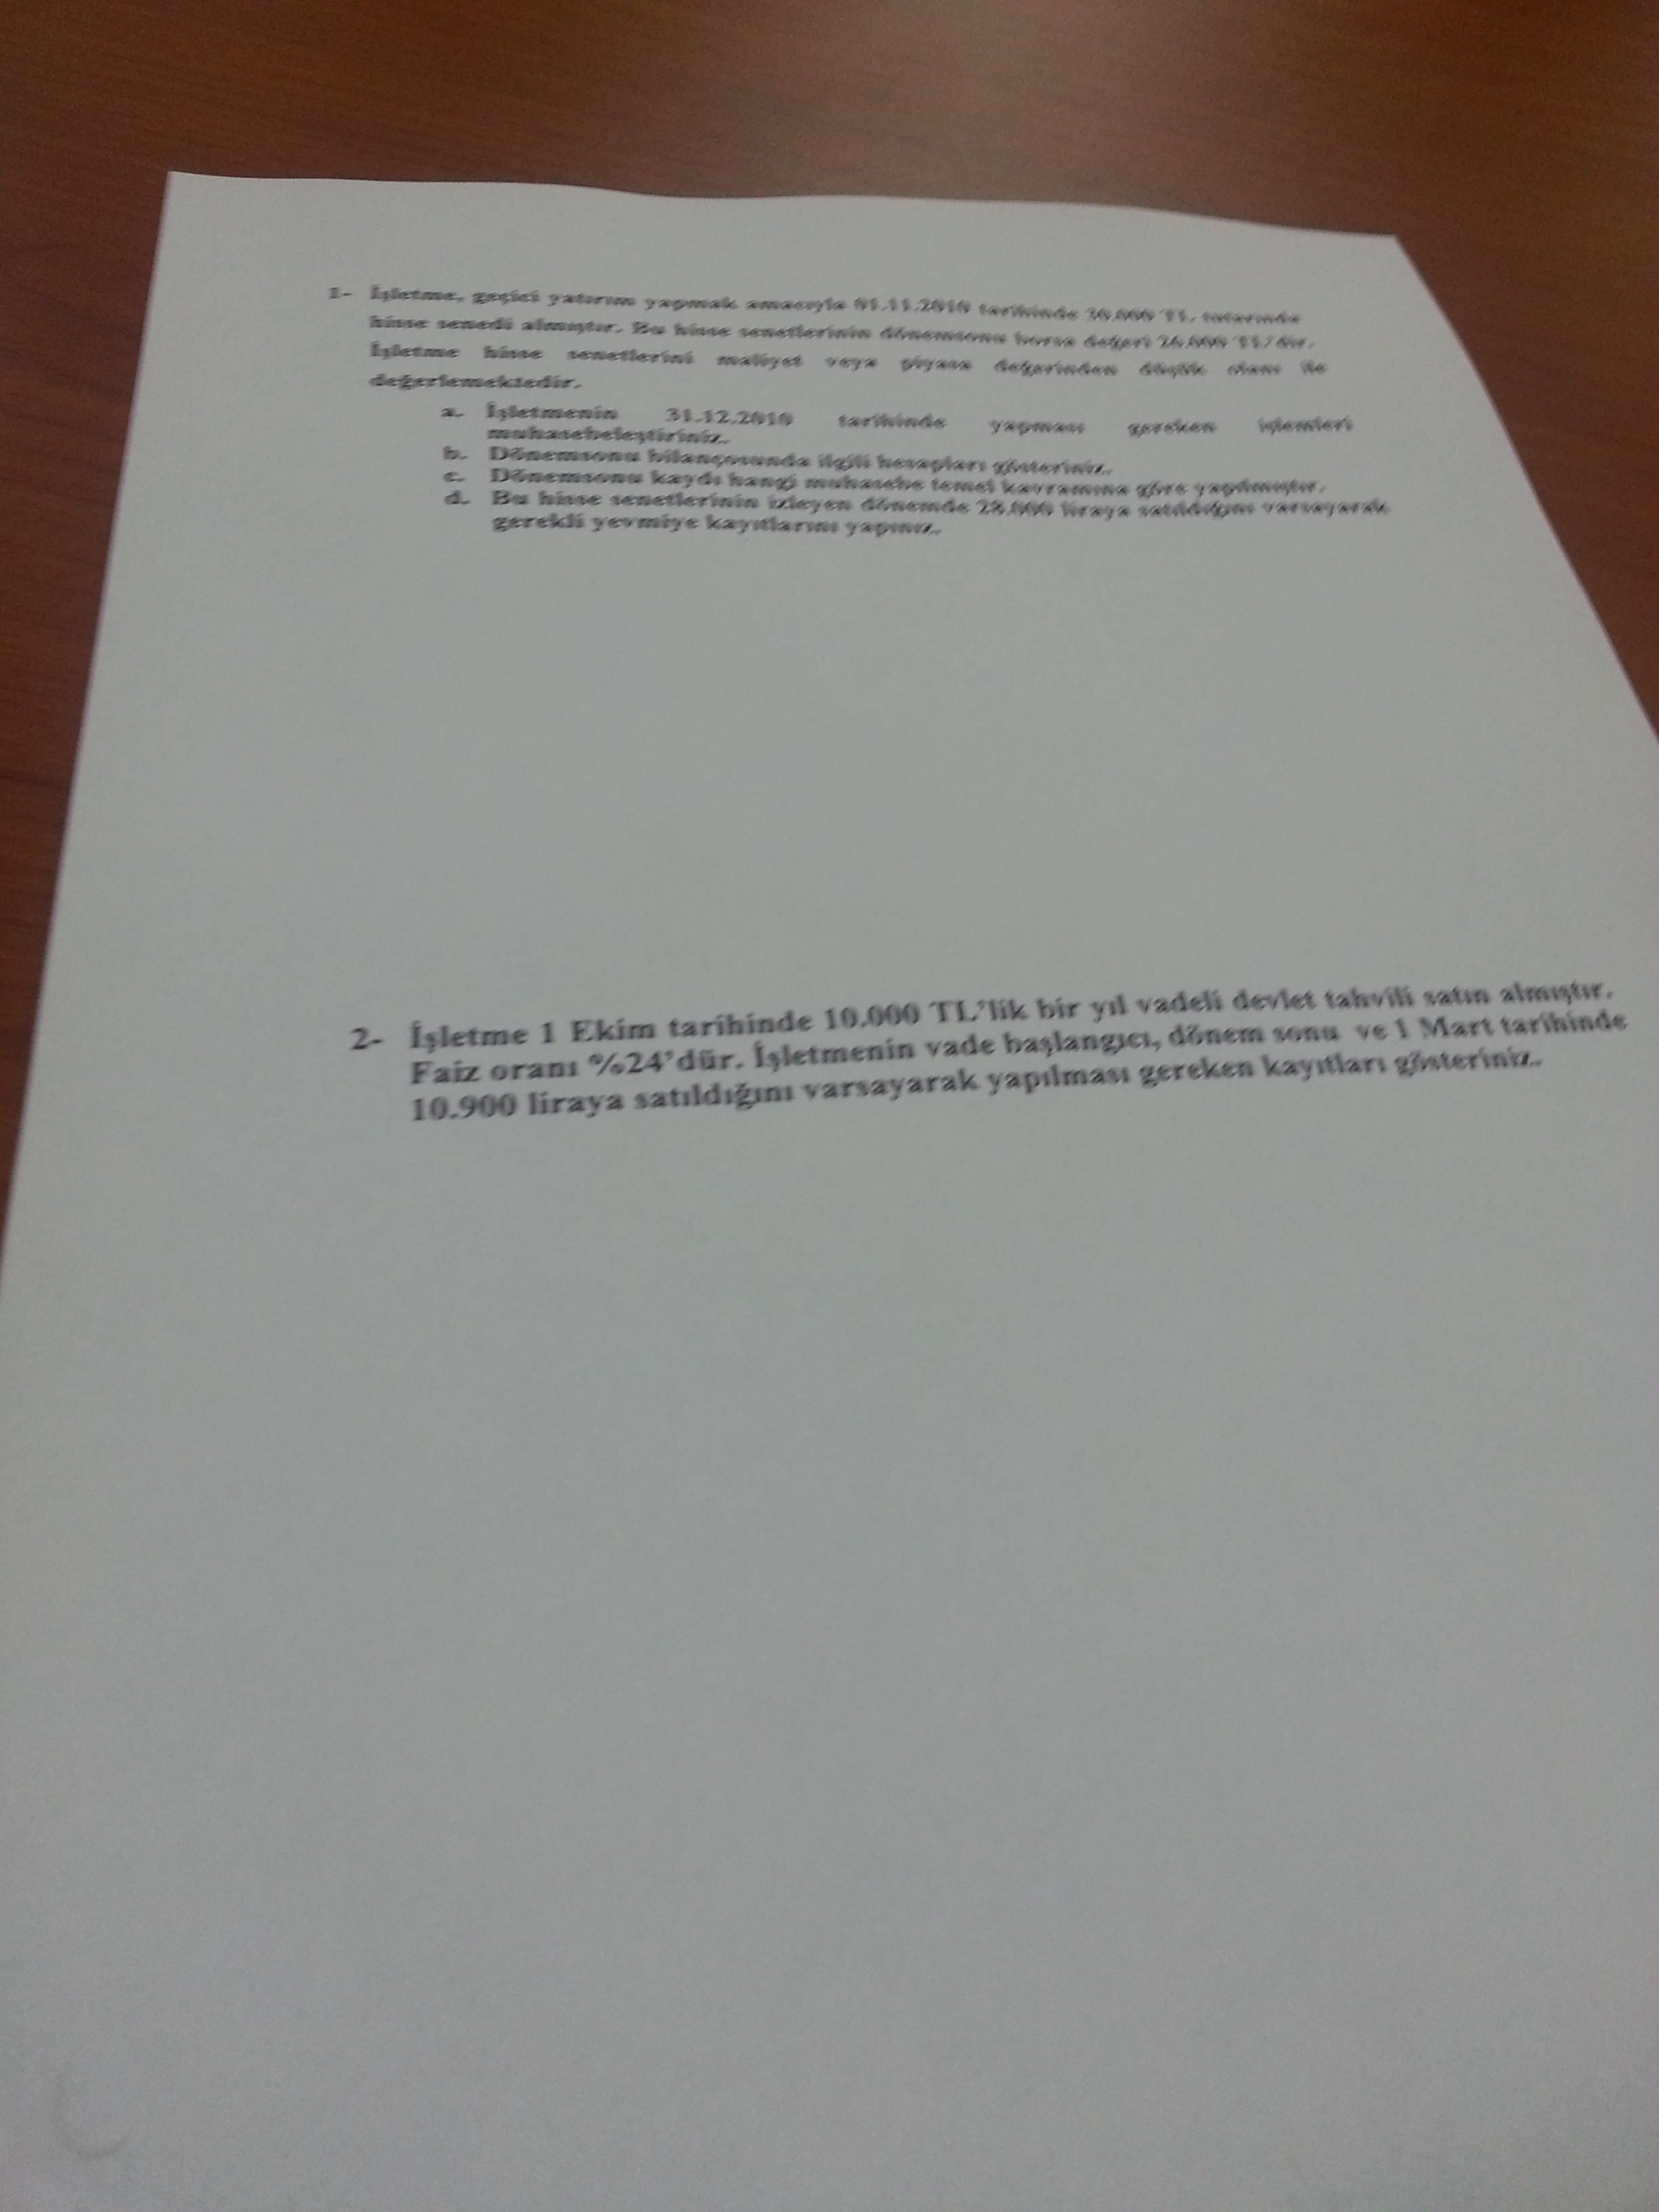 1- İşletme, geçici yatırım yapmak amacıyla 01.11.2010 tarihinde TL. tutarında
hisse senedi almıştır. Bu hisse senetlerinin dönemsonu borsa değeri 26.000 TL'dir.
İşletme hisse senetlerini maliyet veya piyasa değerinden düşük olanı ile
değerlemektedir.
a. İşletmenin 31.12.2010 tarihinde yapması gereken işlemleri
muhasebeleştiriniz.
b. Dönemsonu bilançosunda ilgili hesapları gösteriniz.
c. Dönemsonu kaydı hangi muhasebe temel kavramına göre yapılmıştır.
d. Bu hisse senetlerinin izleyen dönemde 28.000 liraya satıldığını varsayarak
gerekli yevmiye kayıtlarını yapınız.
2- İşletme 1 Ekim tarihinde 10.000 TL'lik bir yıl vadeli devlet tahvili satın almıştır.
Faiz oranı %24'dür. İşletmenin vade başlangıcı, dönem sonu ve 1 Mart tarihinde
10.900 liraya satıldığını varsayarak yapılması gereken kayıtları gösteriniz.